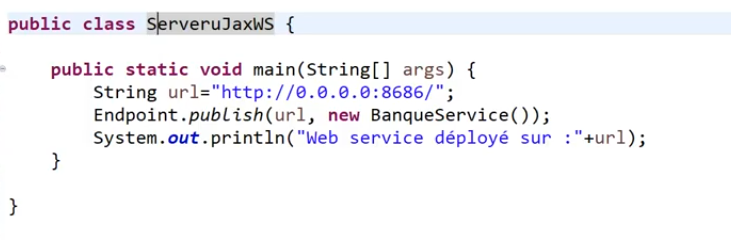 public class ServeruJaxWS {
public static void main(String[] args) {
String url="http://0.0.0.0:8686/";
Endpoint.publish(url, new BanqueService());
System.out.println("Web service déployé sur :"+url);
}
}